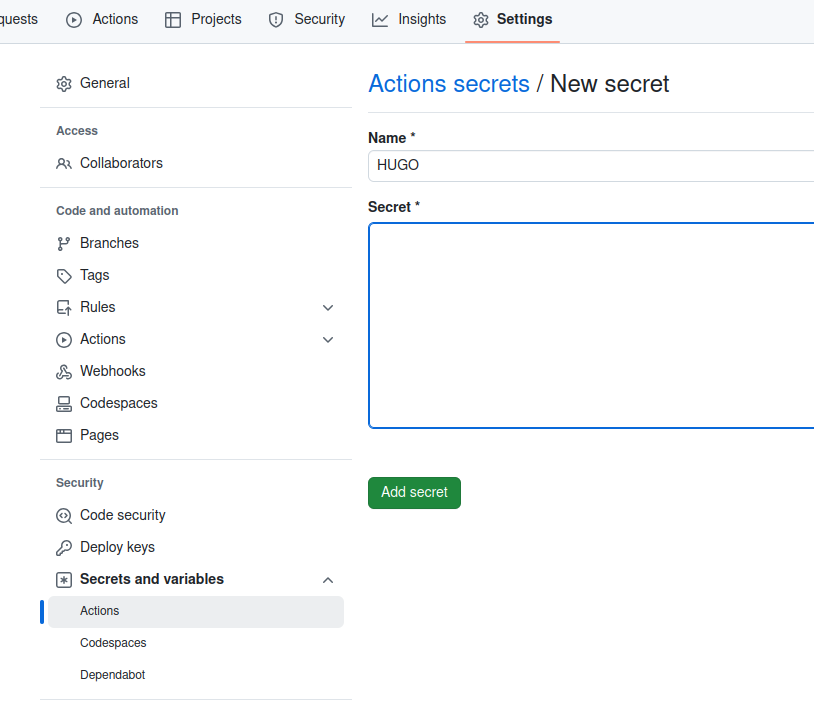 quests Actions Projects Security Insights Settings
General
Access
Collaborators
Code and automation
Branches
Tags
Rules
Actions
Webhooks
Codespaces
Pages
Security
Code security
Deploy keys
Secrets and variables
Actions
Codespaces
Dependabot
Actions secrets / New secret
Name *
HUGO
Secret *
Add secret